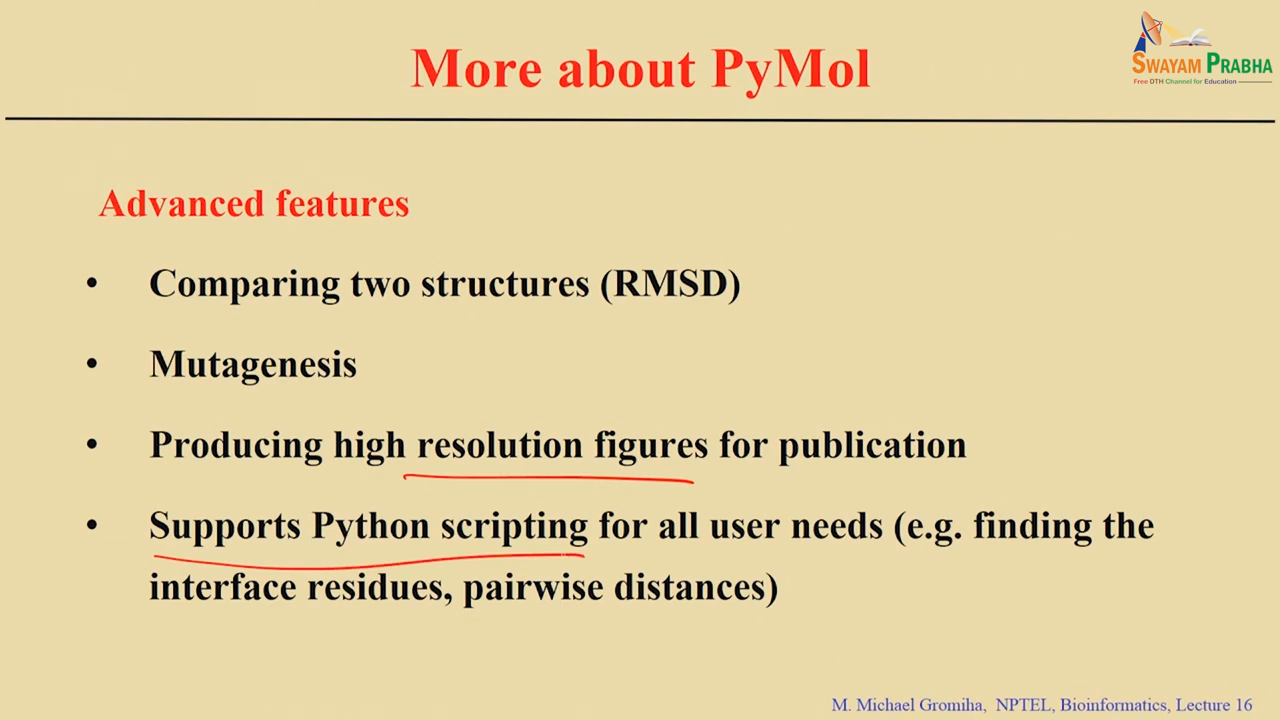 More about PyMol
SWAYAM PRABHA
Free DTH Channel for Education
Advanced features
• Comparing two structures (RMSD)
• Mutagenesis
• Producing high resolution figures for publication
• Supports Python scripting for all user needs (e.g. finding the
interface residues, pairwise distances)
M. Michael Gromiha, NPTEL, Bioinformatics, Lecture 16